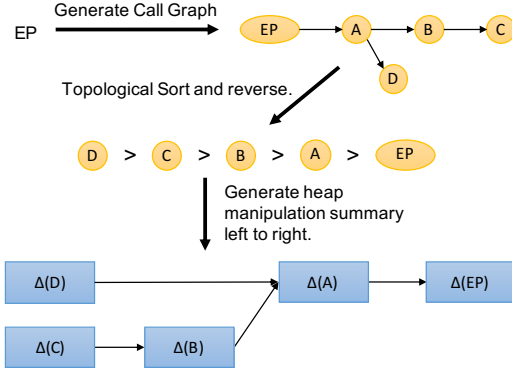 Generate Call Graph
EP
EP A B C
D
Topological Sort and reverse.
D > C > B > A > EP
Generate heap
manipulation summary
left to right.
Δ(D) Δ(A) Δ(EP)
Δ(C) Δ(B)